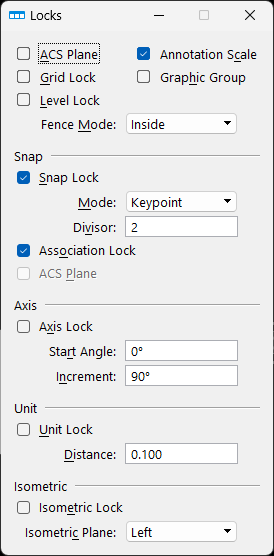 Locks
ACS Plane Annotation Scale
Grid Lock Graphic Group
Level Lock
Fence Mode: Inside
Snap
Snap Lock
Mode: Keypoint
Divisor: 2
Association Lock
ACS Plane
Axis
Axis Lock
Start Angle: 0°
Increment: 90°
Unit
Unit Lock
Distance: 0.100
Isometric
Isometric Lock
Isometric Plane: Left